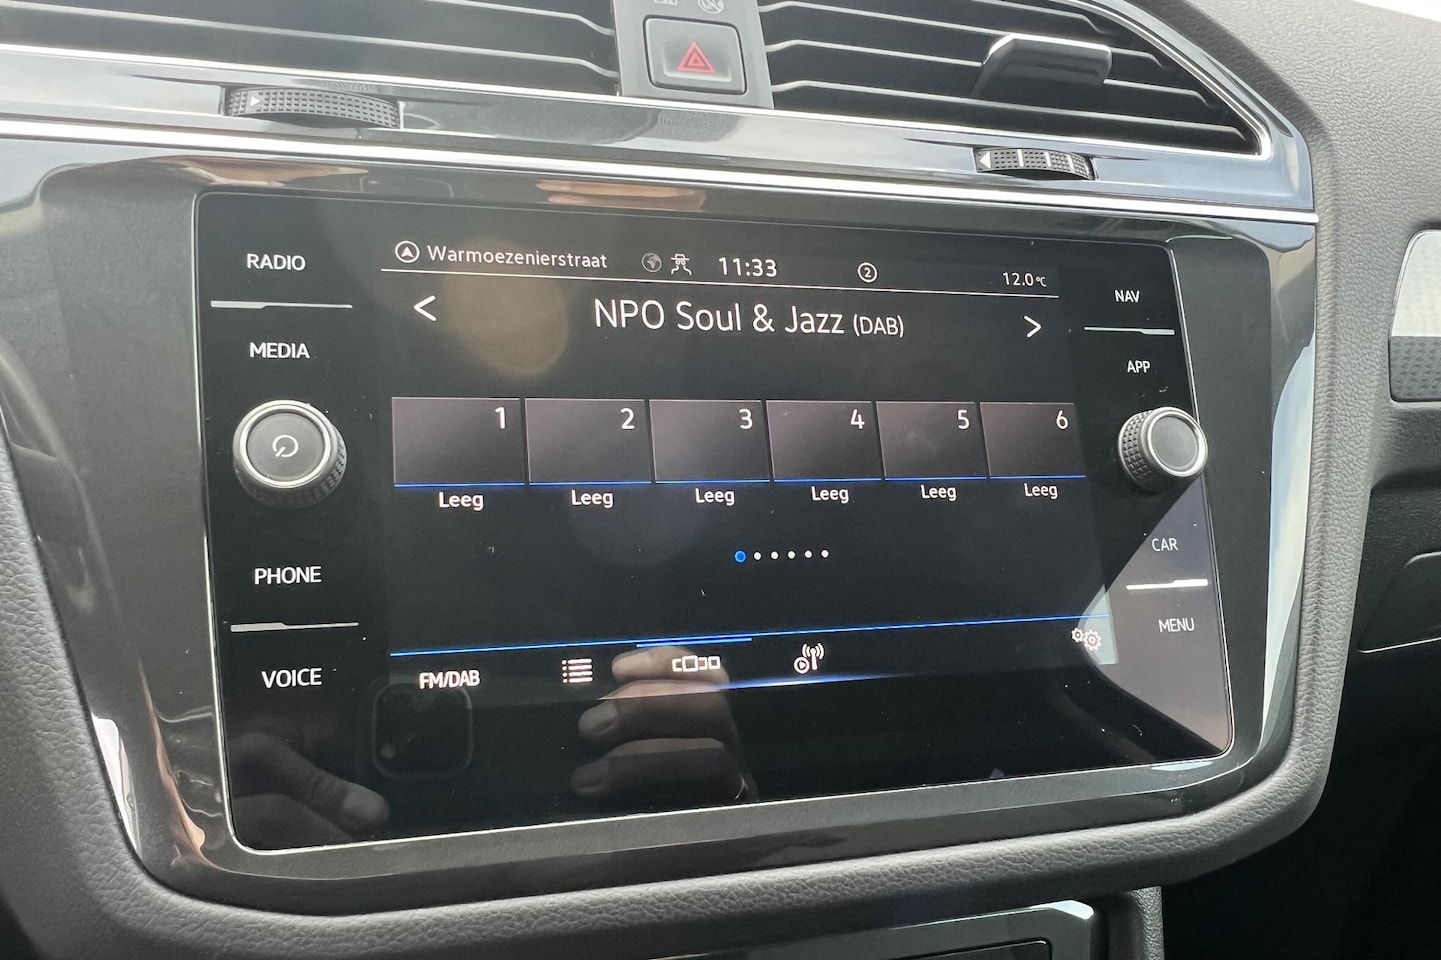 RADIO
MEDIA
PHONE
VOICE
Warmoezenierstraat 11:33 2 12.0°C
< NPO Soul & Jazz (DAB) >
1 2 3 4 5 6
Leeg Leeg Leeg Leeg Leeg Leeg
FM/DAB
NAV
APP
CAR
MENU